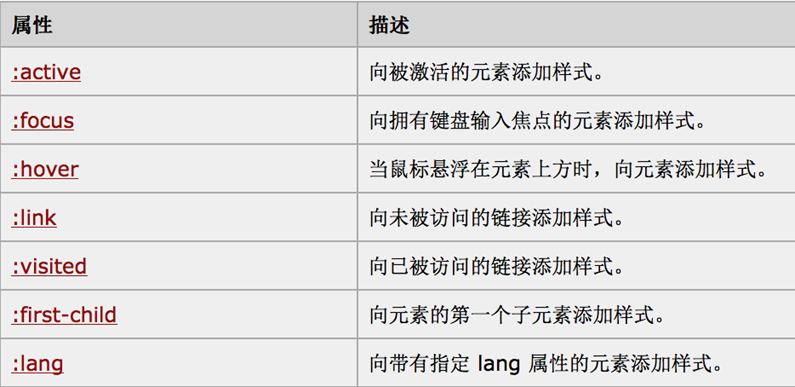 属性 描述
:active 向被激活的元素添加样式。
:focus 向拥有键盘输入焦点的元素添加样式。
:hover 当鼠标悬浮在元素上方时，向元素添加样式。
:link 向未被访问的链接添加样式。
:visited 向已被访问的链接添加样式。
:first-child 向元素的第一个子元素添加样式。
:lang 向带有指定 lang 属性的元素添加样式。